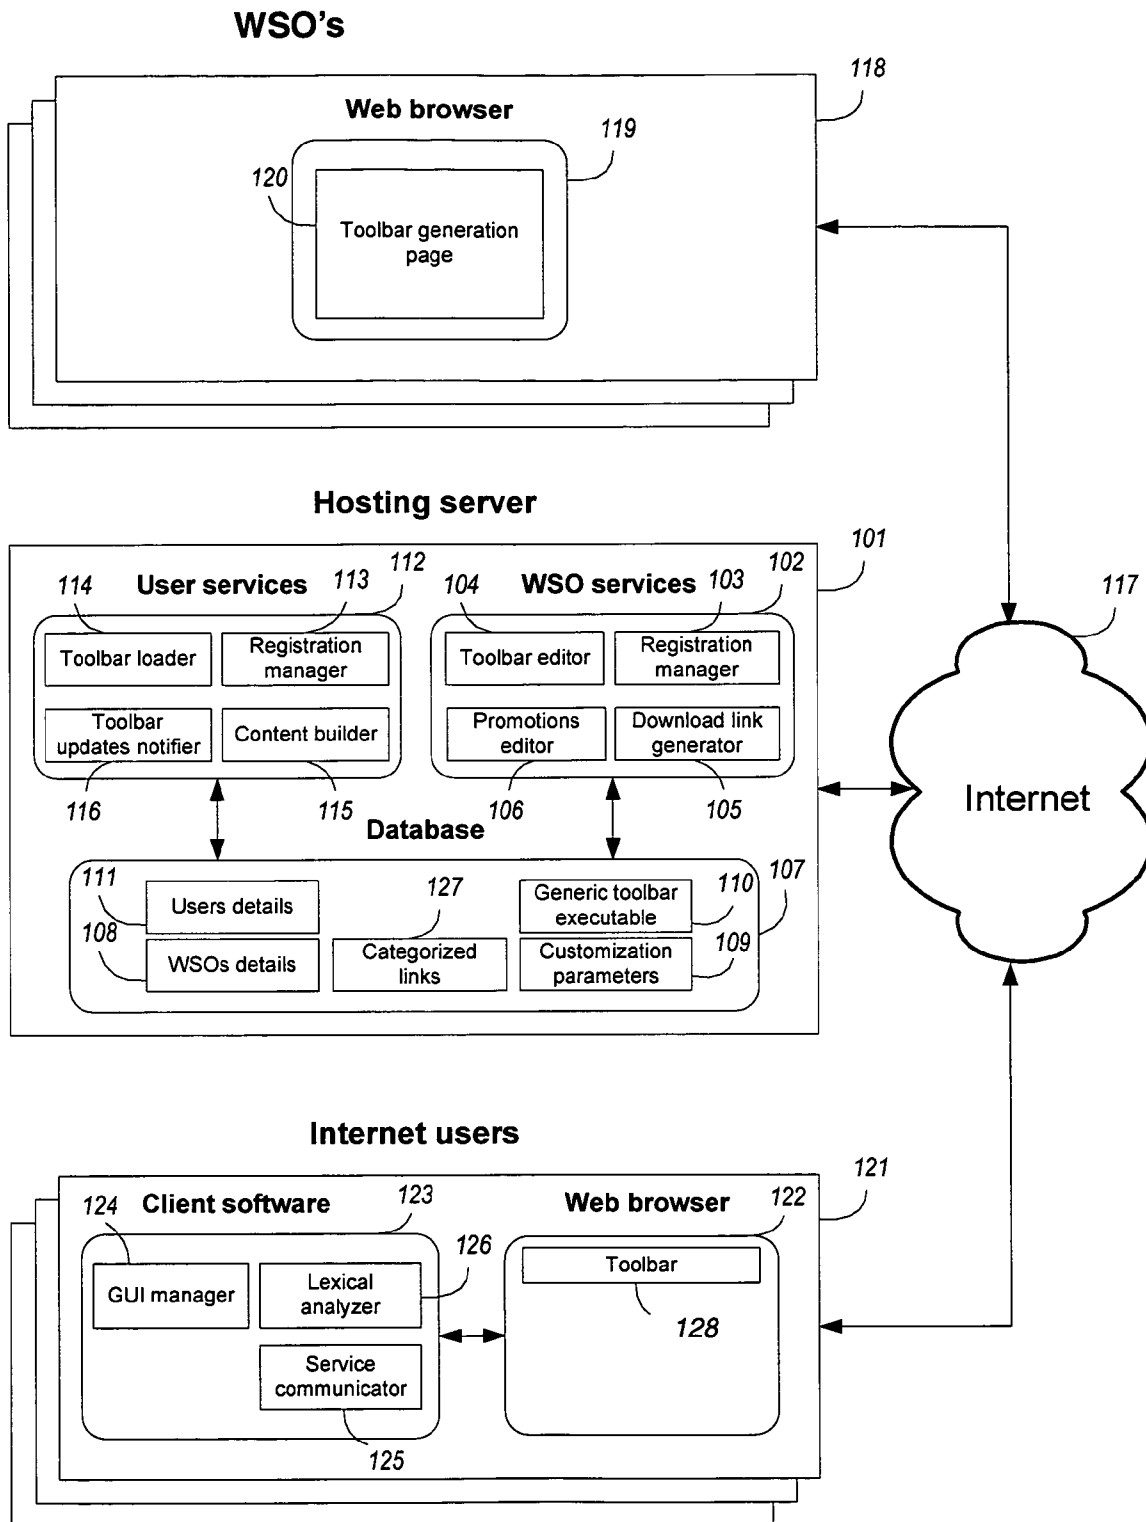 WSO's
118
Web browser
119
120
Toolbar generation
page
Hosting server
101
User services
112
WSO services
102
114
113
104
103
117
Toolbar loader
Registration
manager
Toolbar editor
Registration
manager
Toolbar
updates notifier
Content builder
Promotions
editor
Download link
generator
116
115
106
105
Internet
Database
111
127
110
107
Users details
Generic toolbar
executable
108
109
WSOs details
Categorized
links
Customization
parameters
Internet users
121
124
Client software
123
Web browser
122
126
Toolbar
GUI manager
Lexical
analyzer
128
Service
communicator
125